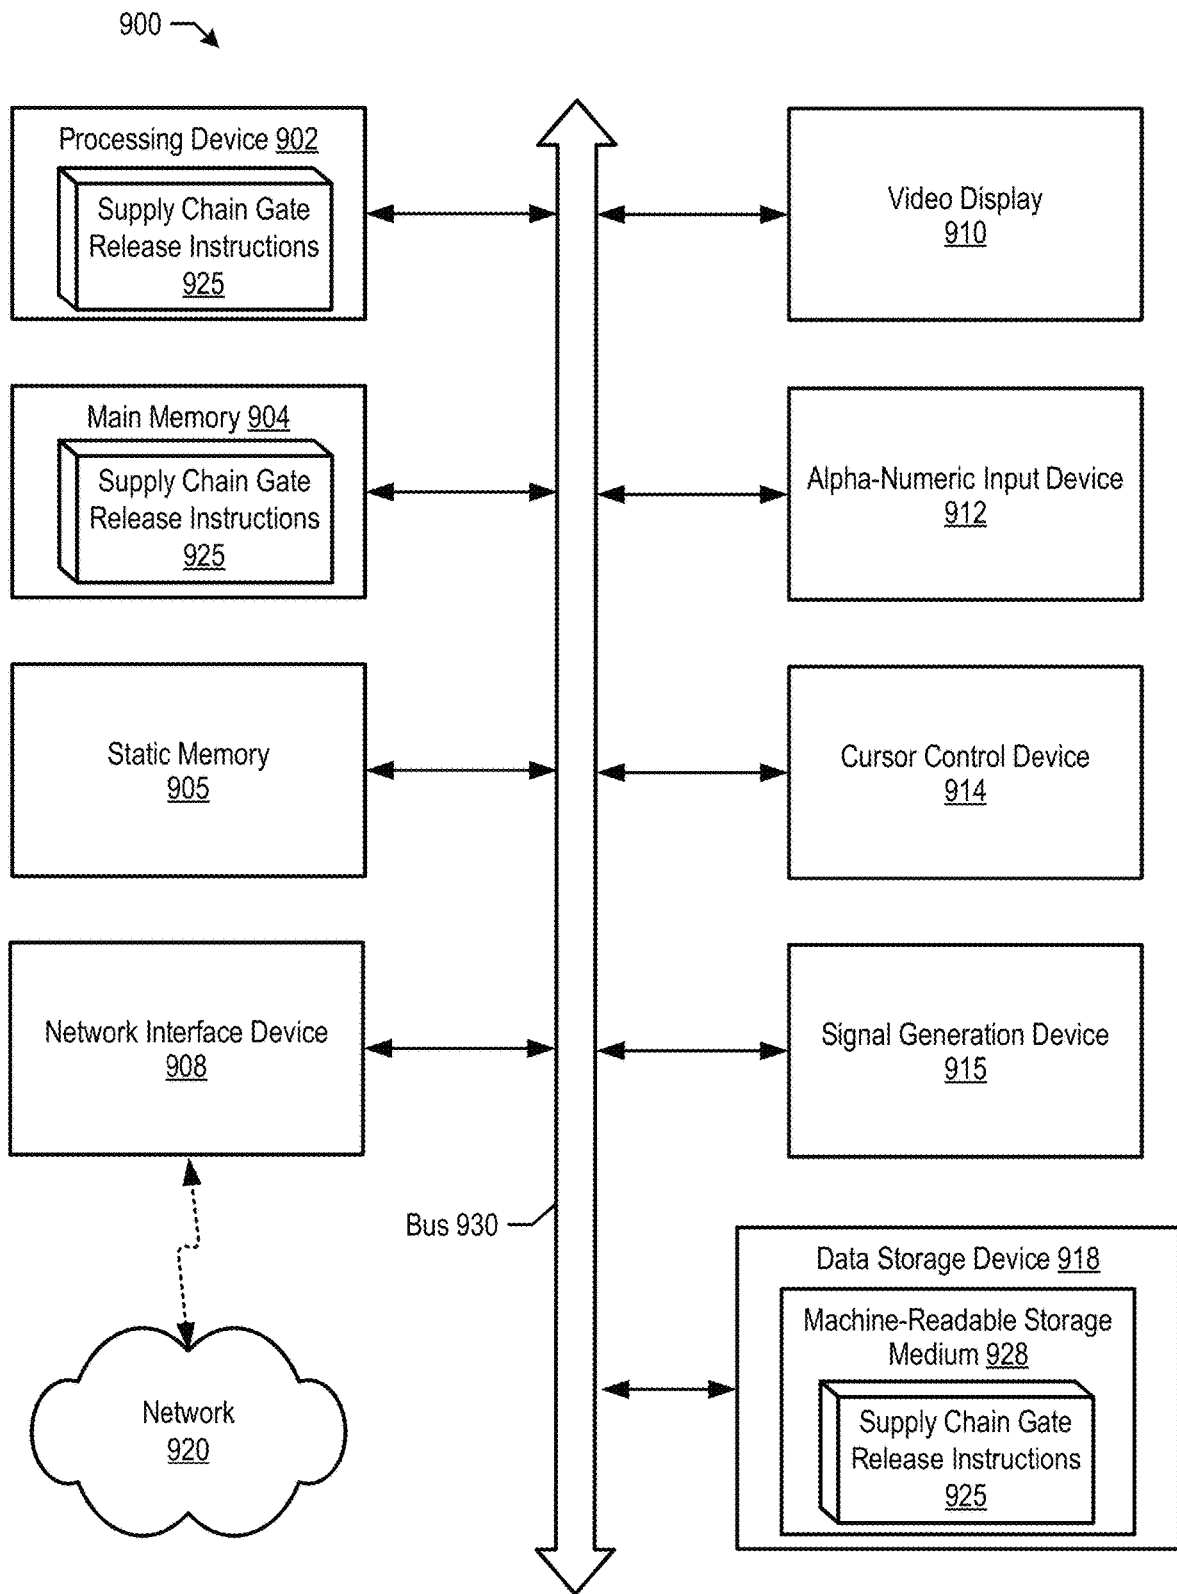 900
Processing Device 902
Supply Chain Gate
Release Instructions
925
Main Memory 904
Supply Chain Gate
Release Instructions
925
Static Memory
905
Network Interface Device
908
Network
920
Bus 930
Video Display
910
Alpha-Numeric Input Device
912
Cursor Control Device
914
Signal Generation Device
915
Data Storage Device 918
Machine-Readable Storage
Medium 928
Supply Chain Gate
Release Instructions
925